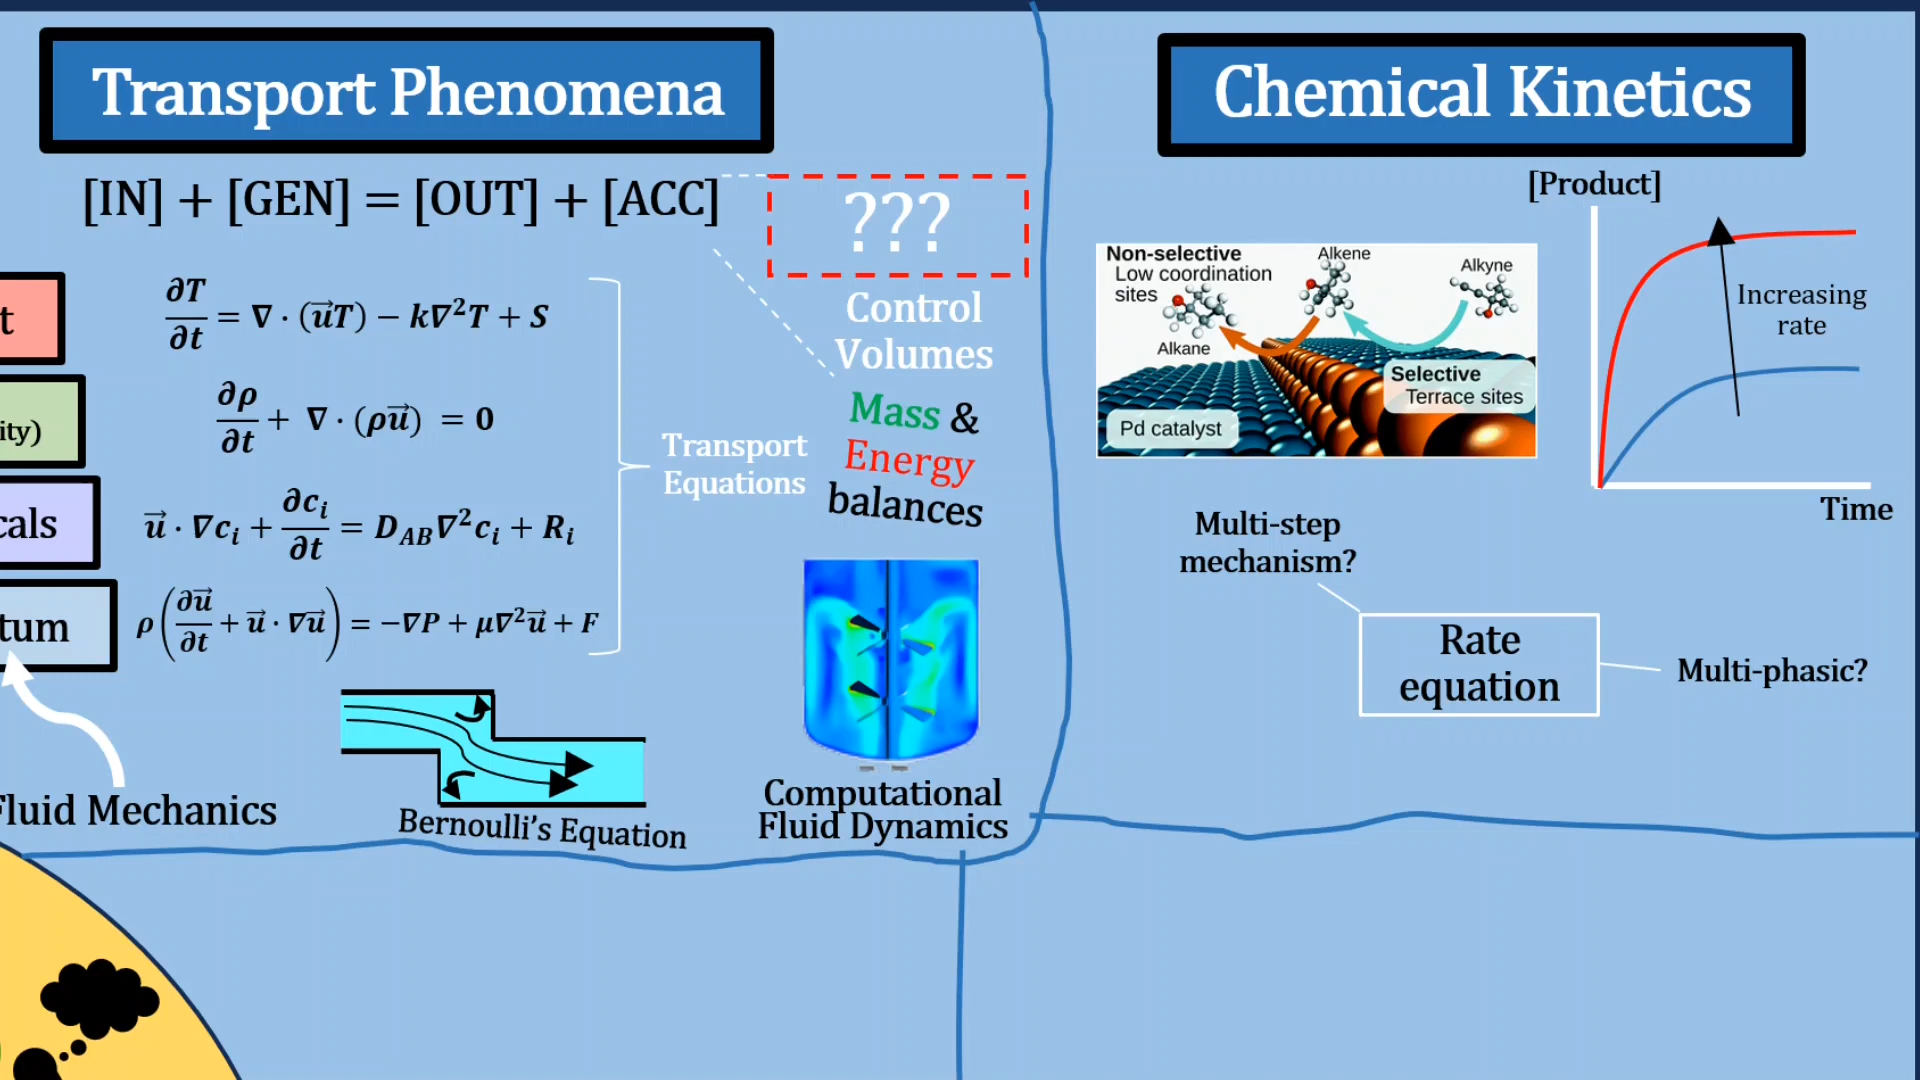 Transport Phenomena
[IN] + [GEN] = [OUT] + [ACC]
???
Control
Volumes
Mass &
Energy
balances
t
∂T/∂t = ∇ · (u⃗T) − k∇²T + S
ity)
∂ρ/∂t + ∇ · (ρu⃗) = 0
cals
u⃗ · ∇cᵢ + ∂cᵢ/∂t = D_AB∇²cᵢ + Rᵢ
tum
ρ(∂u⃗/∂t + u⃗ · ∇u⃗) = −∇P + μ∇²u⃗ + F
Transport
Equations
Fluid Mechanics
Bernoulli's Equation
Computational
Fluid Dynamics
Chemical Kinetics
Non-selective
Low coordination
sites
Alkene
Alkyne
Alkane
Selective
Terrace sites
Pd catalyst
[Product]
Increasing
rate
Time
Multi-step
mechanism?
Rate
equation
Multi-phasic?